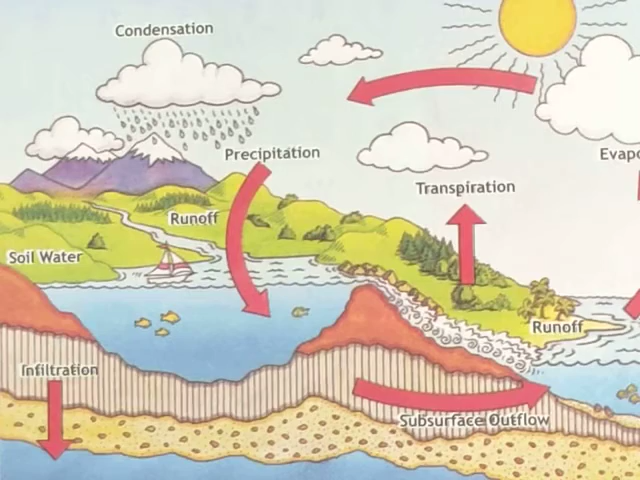 Condensation
Precipitation
Evapo
Transpiration
Runoff
Soil Water
Runoff
Infiltration
Subsurface Outflow